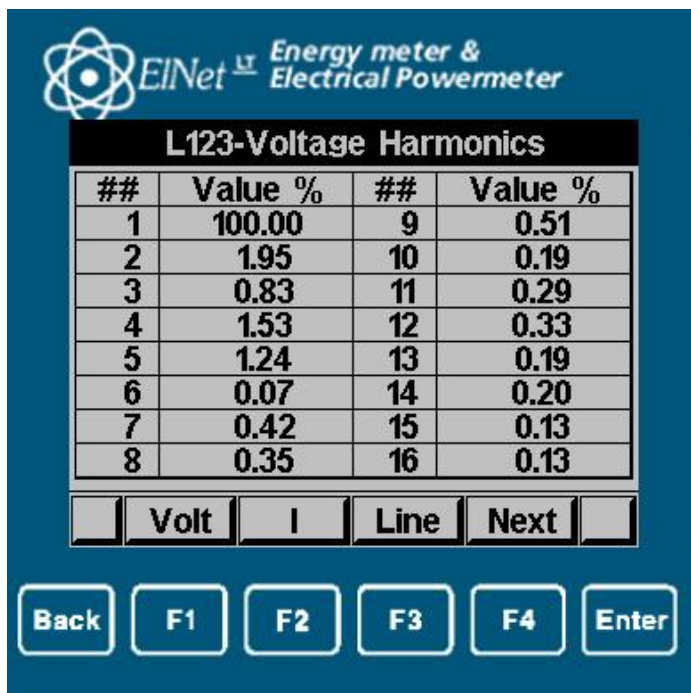 ElNet LT Energy meter &
Electrical Powermeter
L123-Voltage Harmonics
## Value % ## Value %
1 100.00 9 0.51
2 1.95 10 0.19
3 0.83 11 0.29
4 1.53 12 0.33
5 1.24 13 0.19
6 0.07 14 0.20
7 0.42 15 0.13
8 0.35 16 0.13
Volt I Line Next
Back F1 F2 F3 F4 Enter